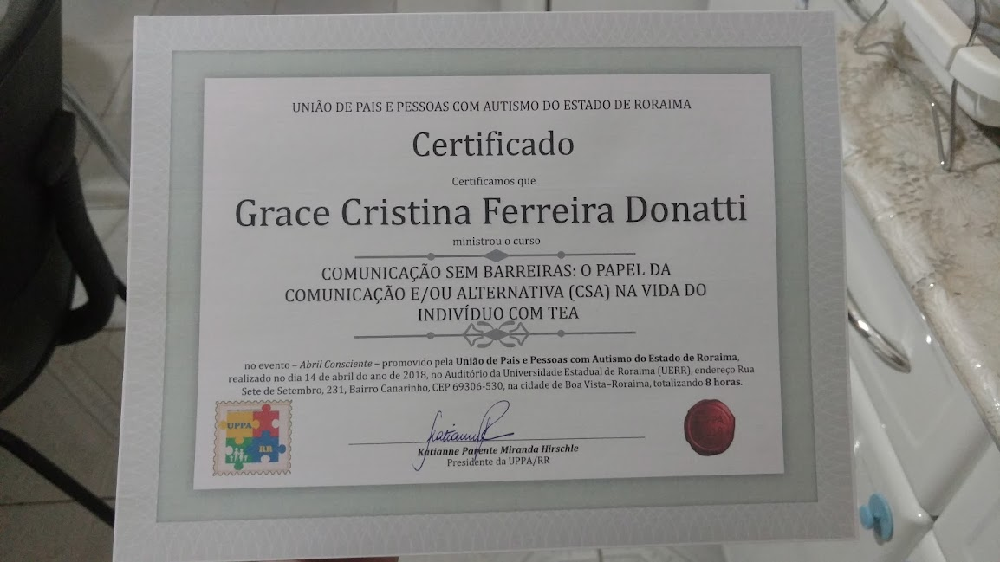 UNIÃO DE PAIS E PESSOAS COM AUTISMO DO ESTADO DE RORAIMA
Certificado
Certificamos que
Grace Cristina Ferreira Donatti
ministrou o curso
COMUNICAÇÃO SEM BARREIRAS: O PAPEL DA
COMUNICAÇÃO E/OU ALTERNATIVA (CSA) NA VIDA DO
INDIVÍDUO COM TEA
no evento – Abril Consciente – promovido pela União de Pais e Pessoas com Autismo do Estado de Roraima,
realizado no dia 14 de abril do ano de 2018, no Auditório da Universidade Estadual de Roraima (UERR), endereço Rua
Sete de Setembro, 231, Bairro Canarinho, CEP 69306-530, na cidade de Boa Vista–Roraima, totalizando 8 horas.
UPPA
RR
Katianne Parente Miranda Hirschle
Presidente da UPPA/RR